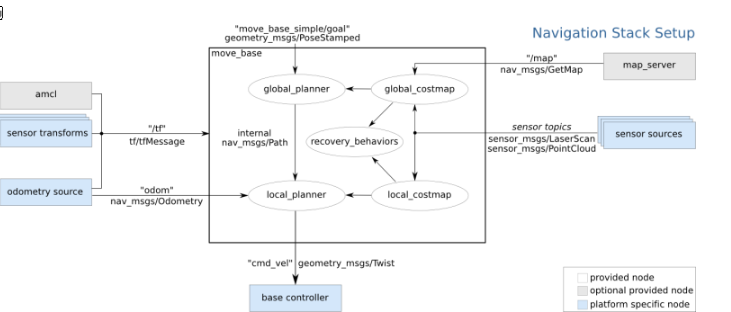 "move_base_simple/goal"
geometry_msgs/PoseStamped
Navigation Stack Setup
move_base
"/map"
nav_msgs/GetMap
map_server
global_planner
global_costmap
amcl
sensor transforms
"/tf"
tf/tfMessage
internal
nav_msgs/Path
recovery_behaviors
sensor topics
sensor_msgs/LaserScan
sensor_msgs/PointCloud
sensor sources
odometry source
"odom"
nav_msgs/Odometry
local_planner
local_costmap
"cmd_vel" geometry_msgs/Twist
base controller
provided node
optional provided node
platform specific node